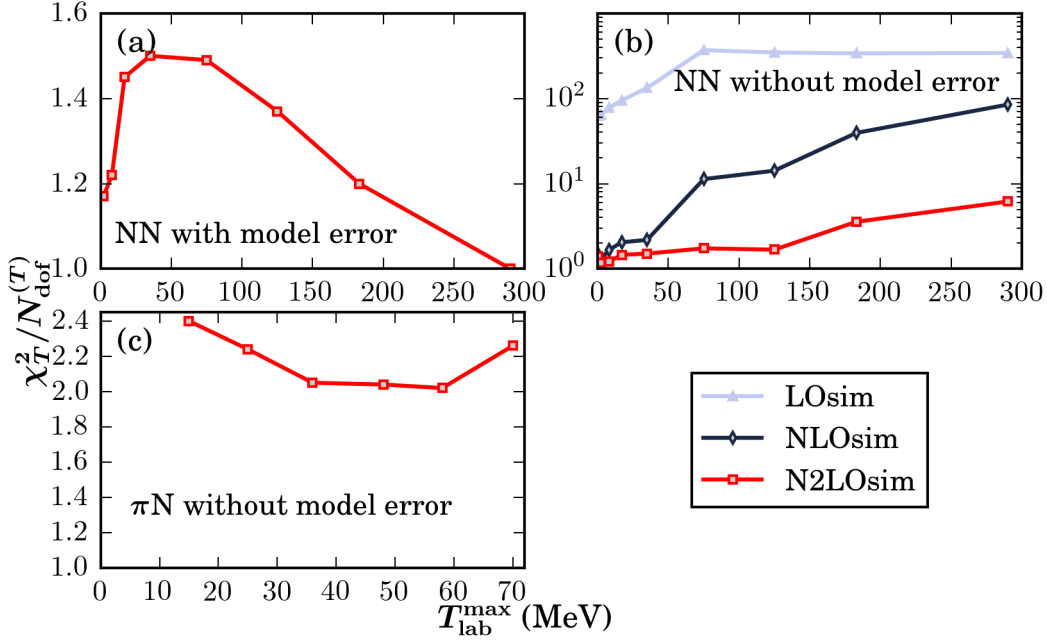 1.6
1.4
1.2
1.0
(a)
NN with model error
0 50 100 150 200 250 300
10²
10¹
10⁰
(b)
NN without model error
0 50 100 150 200 250 300
χ²_T/N_dof^(T)
2.4
2.2
2.0
1.8
1.6
1.4
1.2
1.0
(c)
πN without model error
0 10 20 30 40 50 60 70
T_lab^max (MeV)
LOsim
NLOsim
N2LOsim